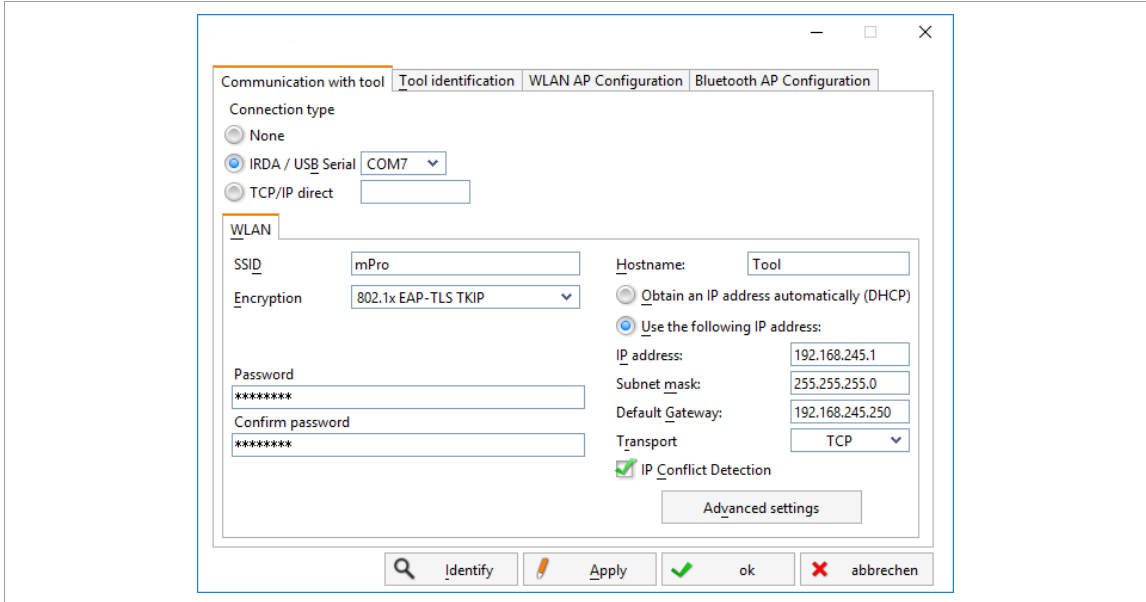 Communication with tool Tool identification WLAN AP Configuration Bluetooth AP Configuration
Connection type
None
IRDA / USB Serial COM7
TCP/IP direct
WLAN
SSID mPro
Encryption 802.1x EAP-TLS TKIP
Password
********
Confirm password
********
Hostname: Tool
Obtain an IP address automatically (DHCP)
Use the following IP address:
IP address: 192.168.245.1
Subnet mask: 255.255.255.0
Default Gateway: 192.168.245.250
Transport TCP
IP Conflict Detection
Advanced settings
Identify Apply ok abbrechen